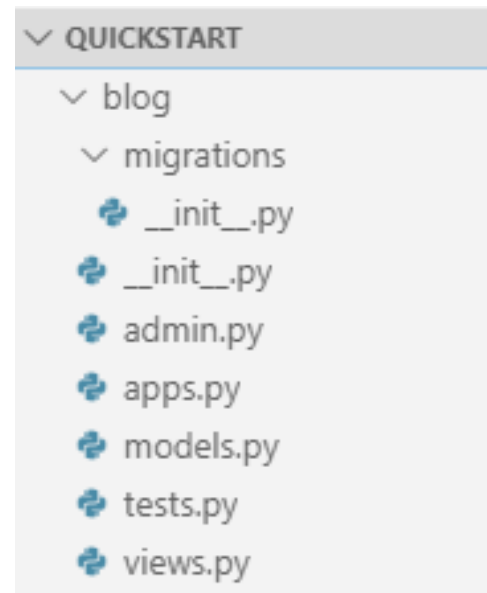 QUICKSTART
blog
migrations
__init__.py
__init__.py
admin.py
apps.py
models.py
tests.py
views.py